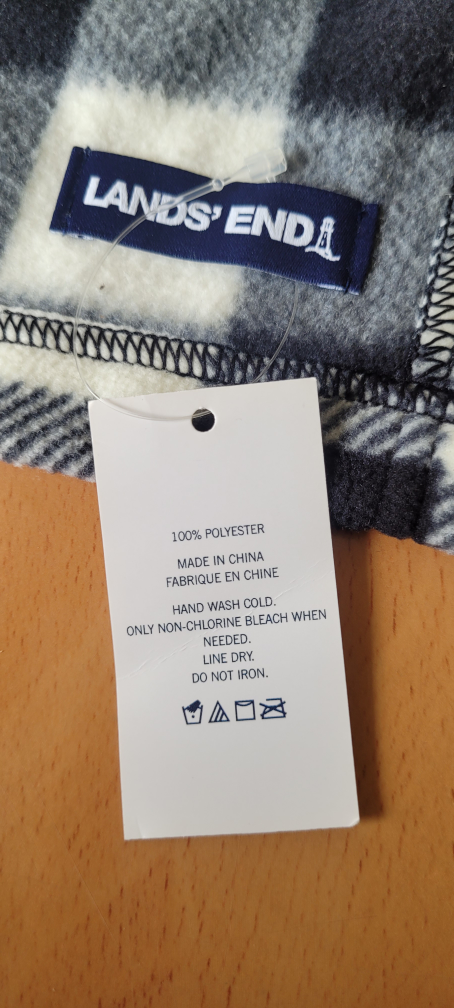 LANDS' END
100% POLYESTER
MADE IN CHINA
FABRIQUE EN CHINE
HAND WASH COLD.
ONLY NON-CHLORINE BLEACH WHEN
NEEDED.
LINE DRY.
DO NOT IRON.